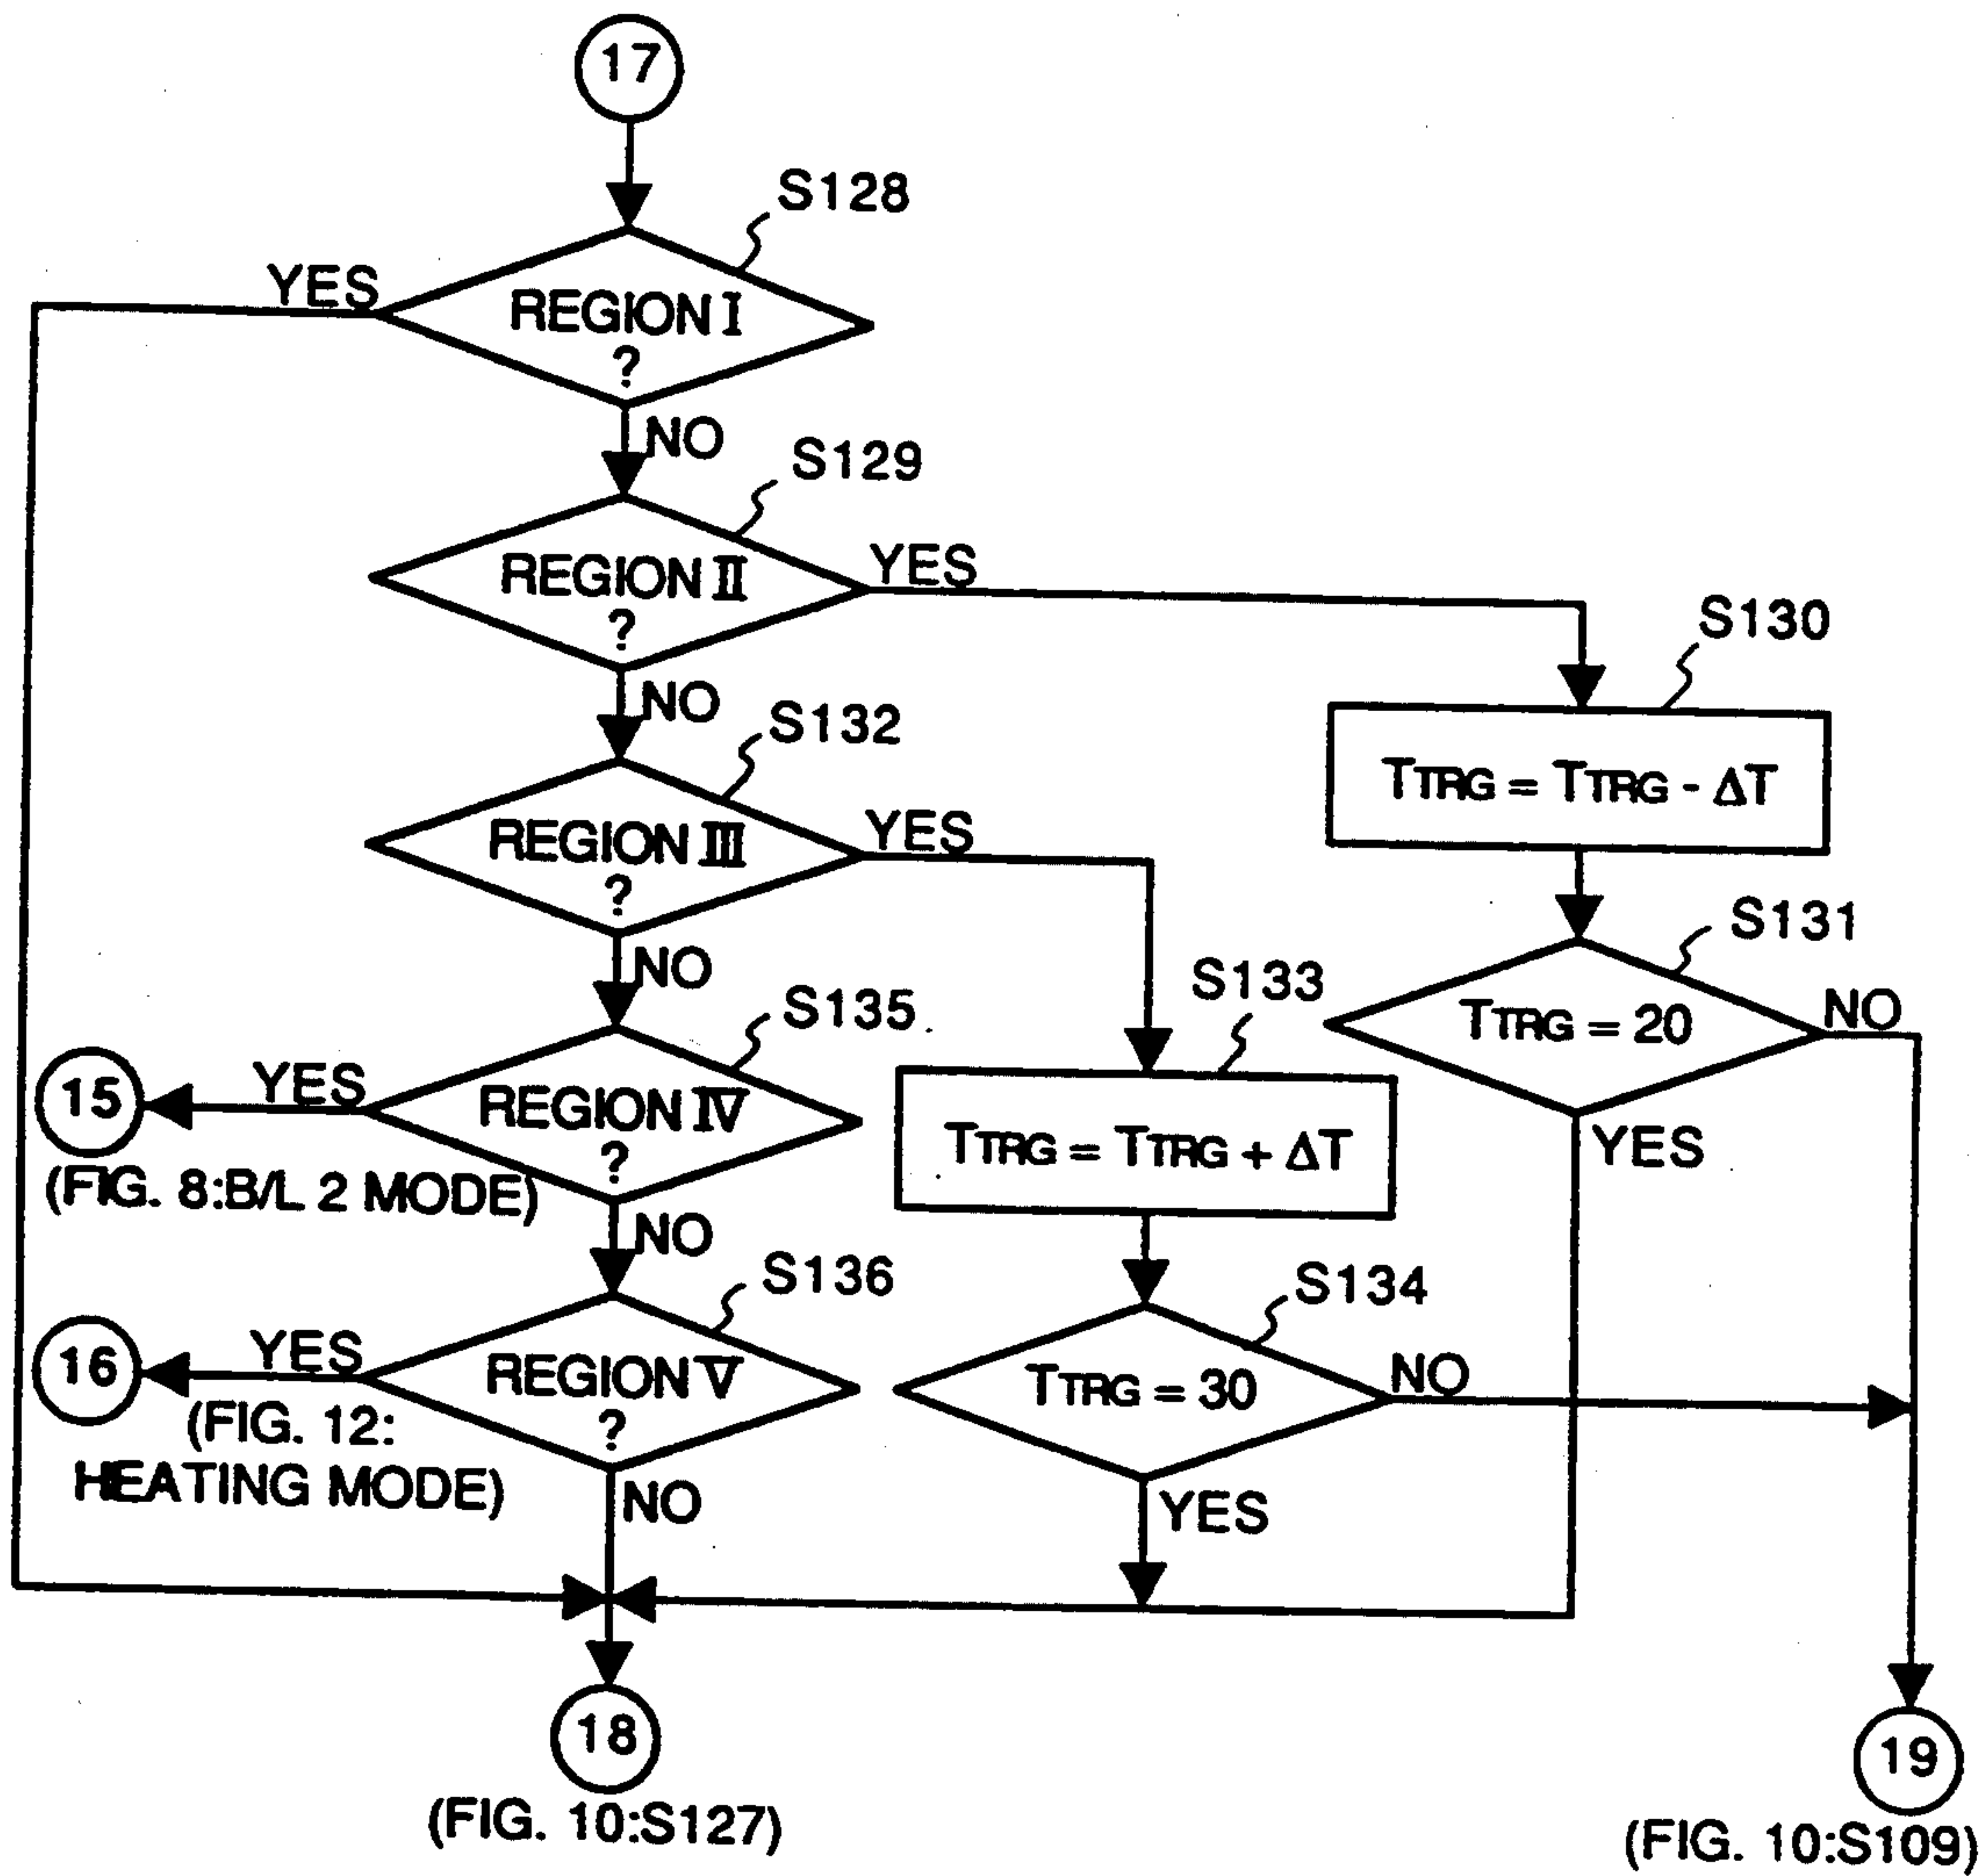 17
S128
YES
REGION I
?
NO
S129
REGION II
?
YES
S130
NO
S132
TTRG = TTRG - ΔT
REGION III
?
YES
S131
NO
S133
TTRG = 20
NO
S135
YES
15
REGION IV
?
(FIG. 8:B/L 2 MODE)
TTRG = TTRG + ΔT
YES
NO
S136
S134
YES
16
REGION V
?
(FIG. 12:
HEATING MODE)
TTRG = 30
NO
NO
YES
18
(FIG. 10:S127)
19
(FIG. 10:S109)